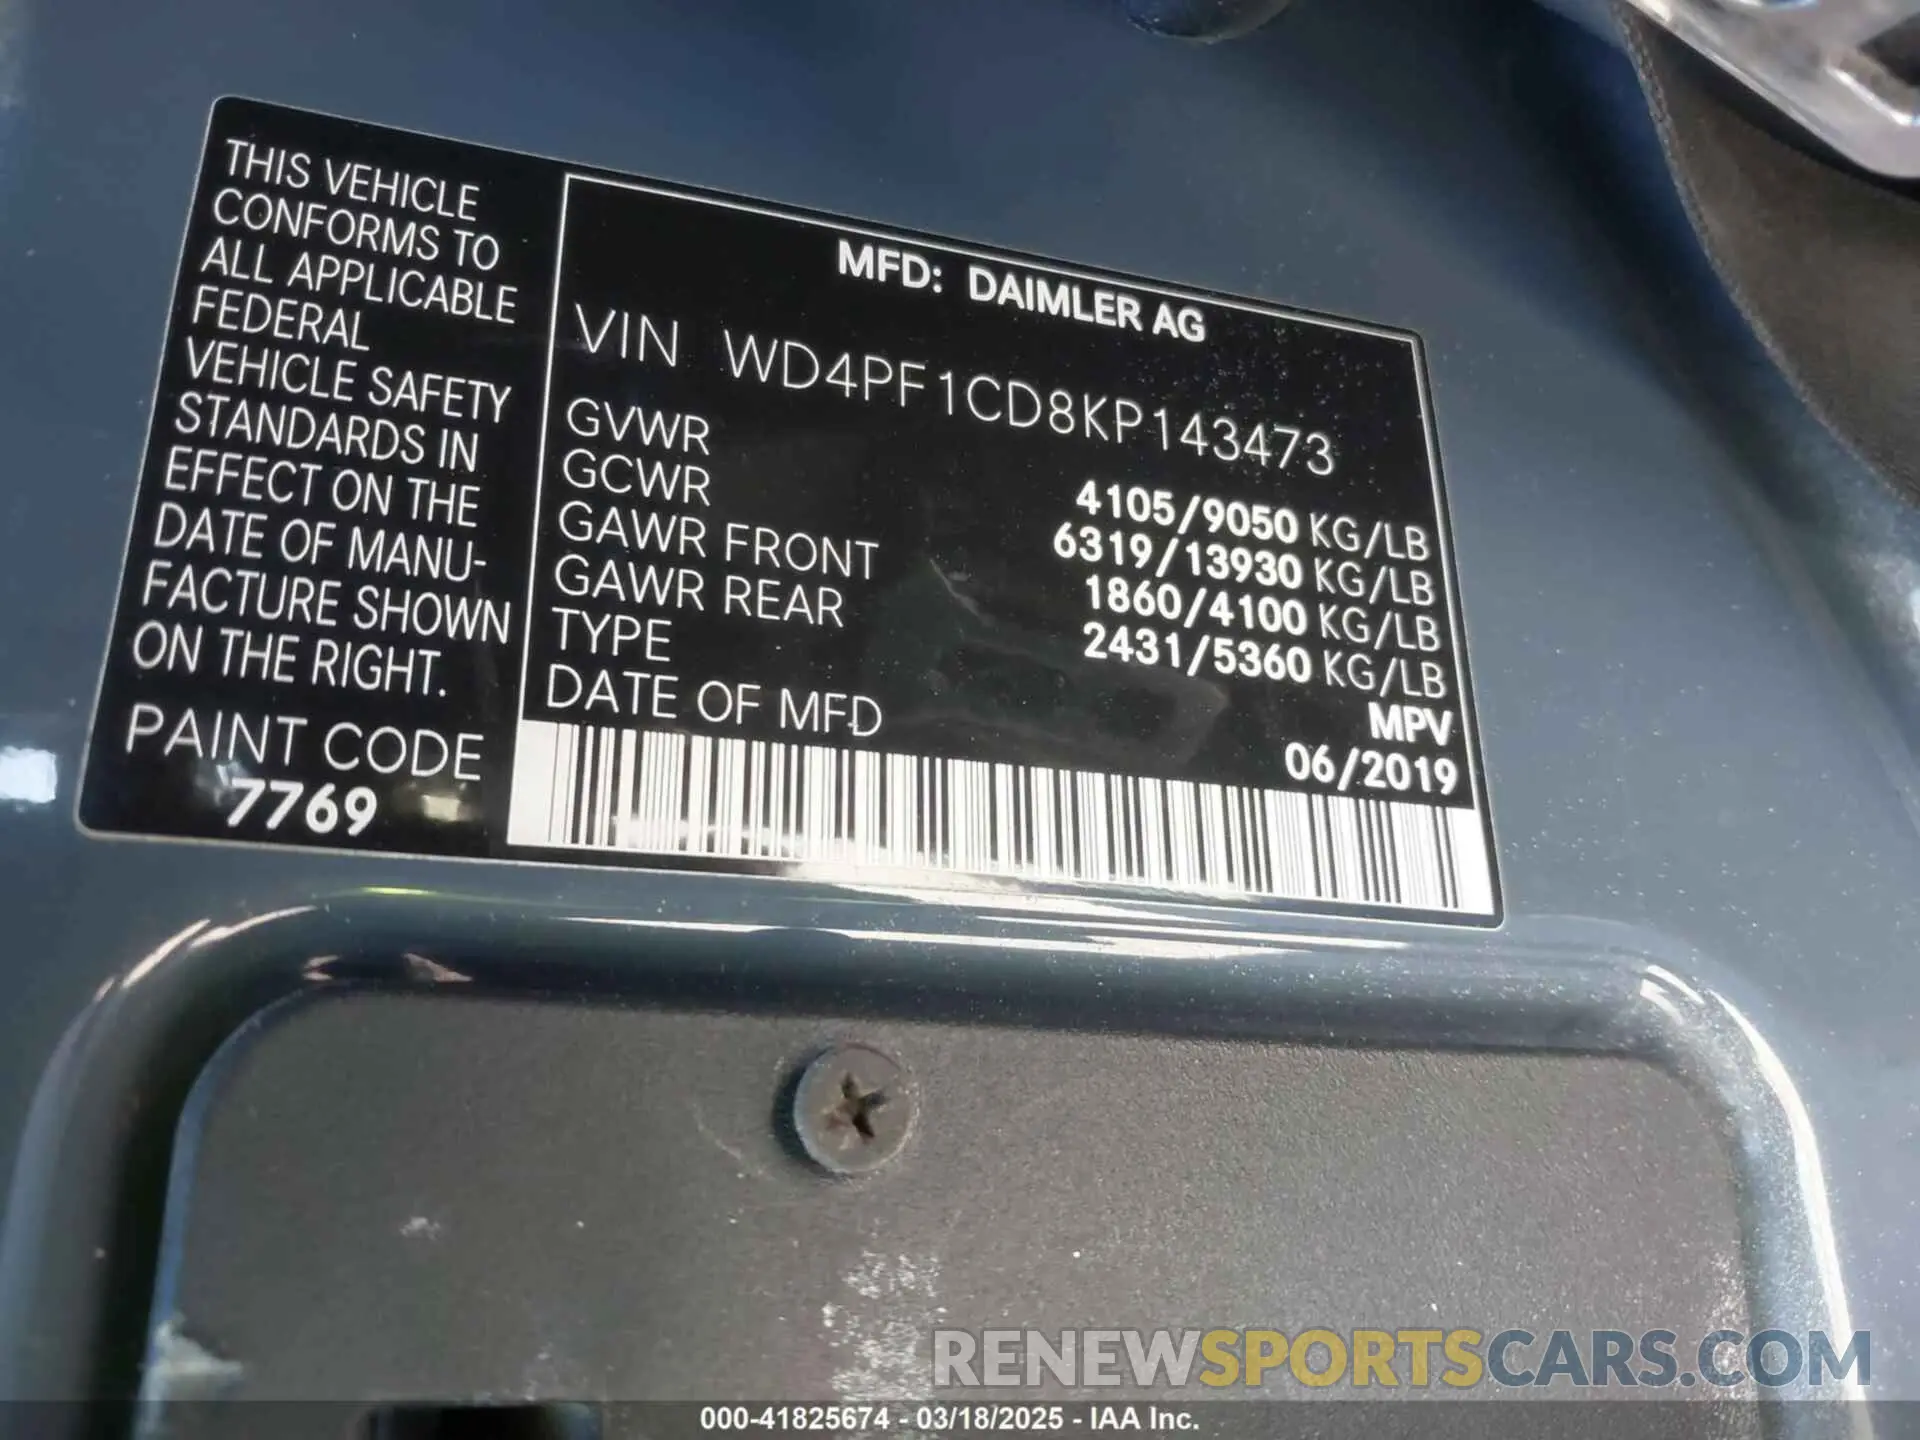 THIS VEHICLE
CONFORMS TO
ALL APPLICABLE
FEDERAL
VEHICLE SAFETY
STANDARDS IN
EFFECT ON THE
DATE OF MANU-
FACTURE SHOWN
ON THE RIGHT.
PAINT CODE
7769
MFD: DAIMLER AG
VIN WD4PF1CD8KP143473
GVWR 4105/9050 KG/LB
GCWR 6319/13930 KG/LB
GAWR FRONT 1860/4100 KG/LB
GAWR REAR 2431/5360 KG/LB
TYPE MPV
DATE OF MFD 06/2019
RENEWSPORTSCARS.COM
000-41825674 - 03/18/2025 - IAA Inc.